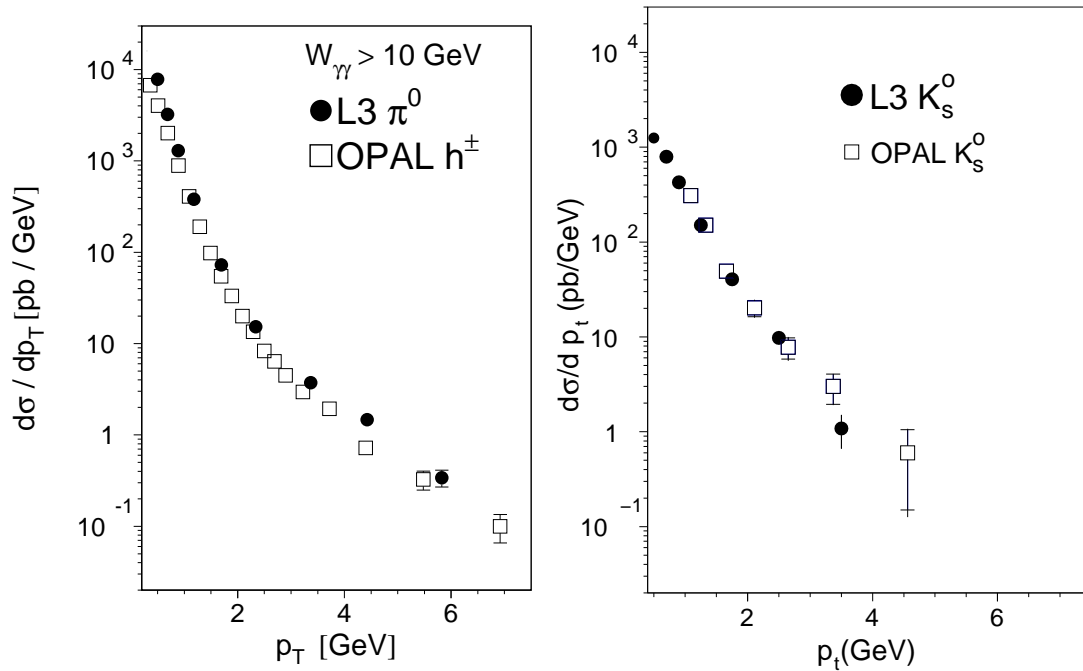 W_γγ > 10 GeV
L3 π^0
OPAL h^±
10^4
10^3
10^2
10
1
10^-1
2 4 6
p_T [GeV]
dσ / dp_T [pb / GeV]
L3 K_s^o
OPAL K_s^o
10^4
10^3
10^2
10
1
10^−1
2 4 6
p_t(GeV)
dσ/d p_t (pb/GeV)